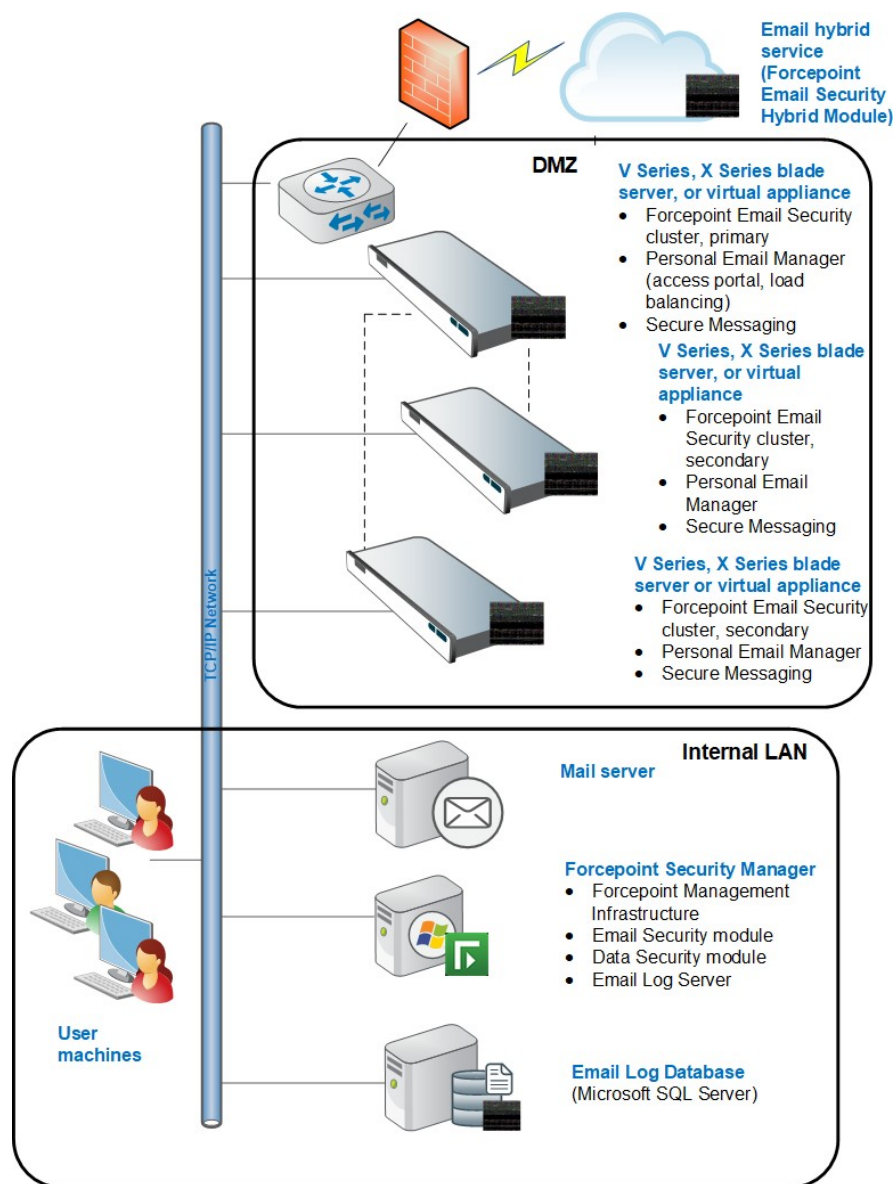 Email hybrid
service
(Forcepoint
Email Security
Hybrid Module)
DMZ
V Series, X Series blade
server, or virtual appliance
• Forcepoint Email Security
cluster, primary
• Personal Email Manager
(access portal, load
balancing)
• Secure Messaging
V Series, X Series blade
server, or virtual
appliance
• Forcepoint Email
Security cluster,
secondary
• Personal Email
Manager
• Secure Messaging
V Series, X Series blade
server or virtual appliance
• Forcepoint Email Security
cluster, secondary
• Personal Email Manager
• Secure Messaging
TCP/IP Network
Internal LAN
Mail server
Forcepoint Security Manager
• Forcepoint Management
Infrastructure
• Email Security module
• Data Security module
• Email Log Server
User
machines
Email Log Database
(Microsoft SQL Server)